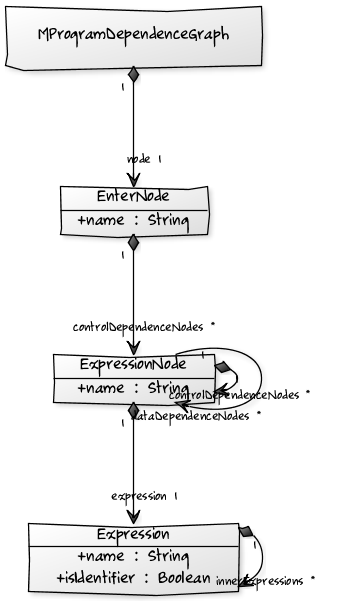 MProgramDependenceGraph
1
node 1
EnterNode
+name : String
1
controlDependenceNodes *
ExpressionNode
1
+name : String
controlDependenceNodes *
dataDependenceNodes *
1
expression 1
Expression
1
+name : String
+isIdentifier : Boolean
innerExpressions *